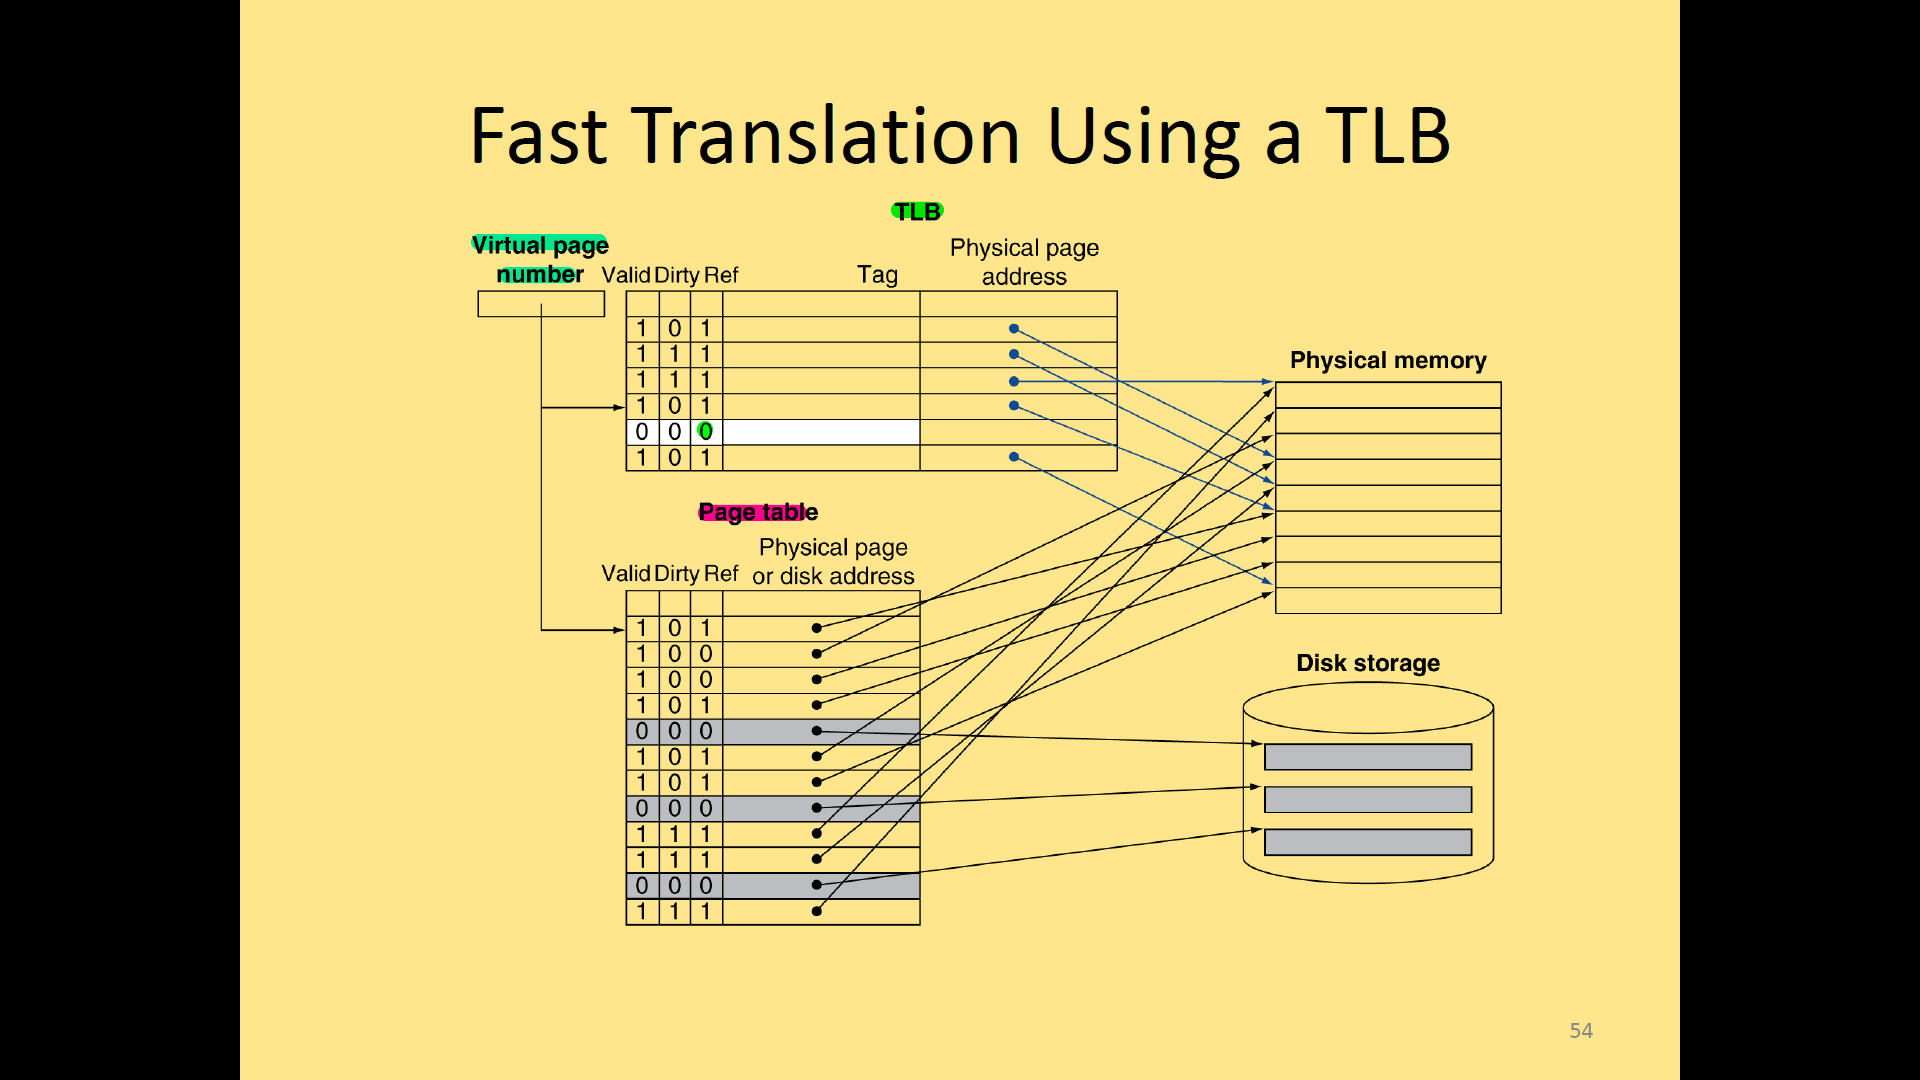 Fast Translation Using a TLB
TLB
Virtual page
number
Valid Dirty Ref
Tag
Physical page
address
1 0 1
1 1 1
1 1 1
1 0 1
0 0 0
1 0 1
Physical memory
Page table
Physical page
or disk address
Valid Dirty Ref
1 0 1
1 0 0
1 0 0
1 0 1
0 0 0
1 0 1
1 0 1
0 0 0
1 1 1
1 1 1
0 0 0
1 1 1
Disk storage
54